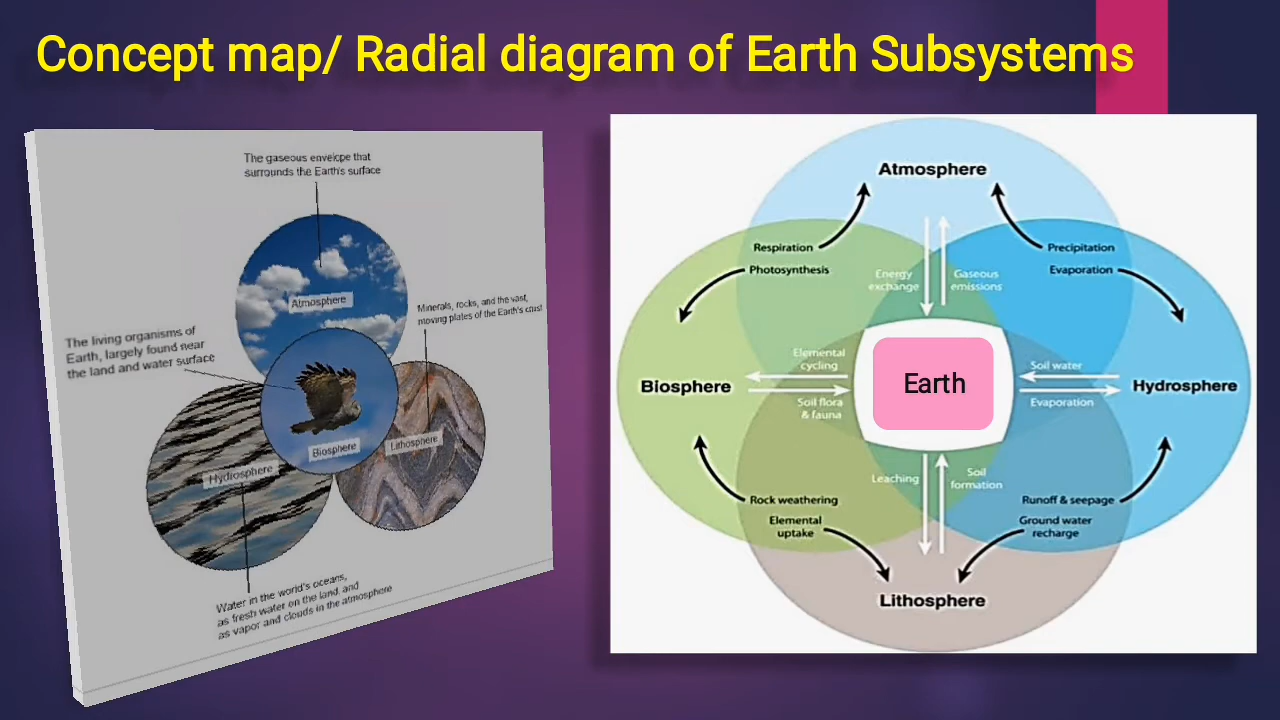 Concept map/ Radial diagram of Earth Subsystems
The gaseous envelope that
surrounds the Earth's surface
Atmosphere
Minerals, rocks, and the vast,
moving plates of the Earth's crust
The living organisms of
Earth, largely found near
the land and water surface
Biosphere
Lithosphere
Hydrosphere
Water in the world's oceans,
as fresh water on the land, and
as vapor and clouds in the atmosphere
Atmosphere
Respiration
Photosynthesis
Precipitation
Evaporation
Energy
exchange
Gaseous
emissions
Elemental
cycling
Soil flora
& fauna
Biosphere
Earth
Soil water
Evaporation
Hydrosphere
Leaching
Soil
formation
Rock weathering
Elemental
uptake
Runoff & seepage
Ground water
recharge
Lithosphere